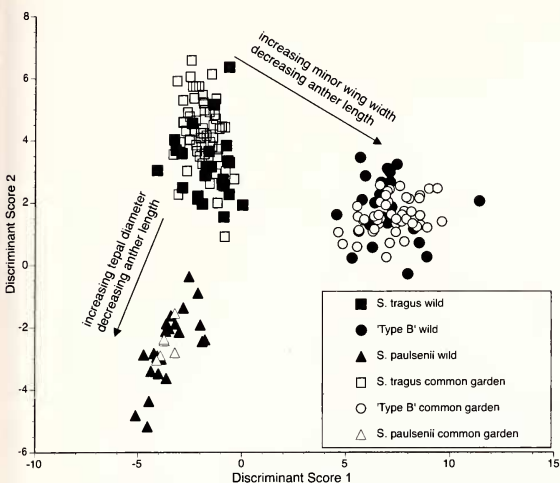 8
6
4
2
0
-2
-4
-6
-10
-5
0
5
10
15
Discriminant Score 2
Discriminant Score 1
increasing minor wing width
decreasing anther length
increasing tepal diameter
decreasing anther length
S. tragus wild
'Type B' wild
S. paulsenii wild
S. tragus common garden
'Type B' common garden
S. paulsenii common garden